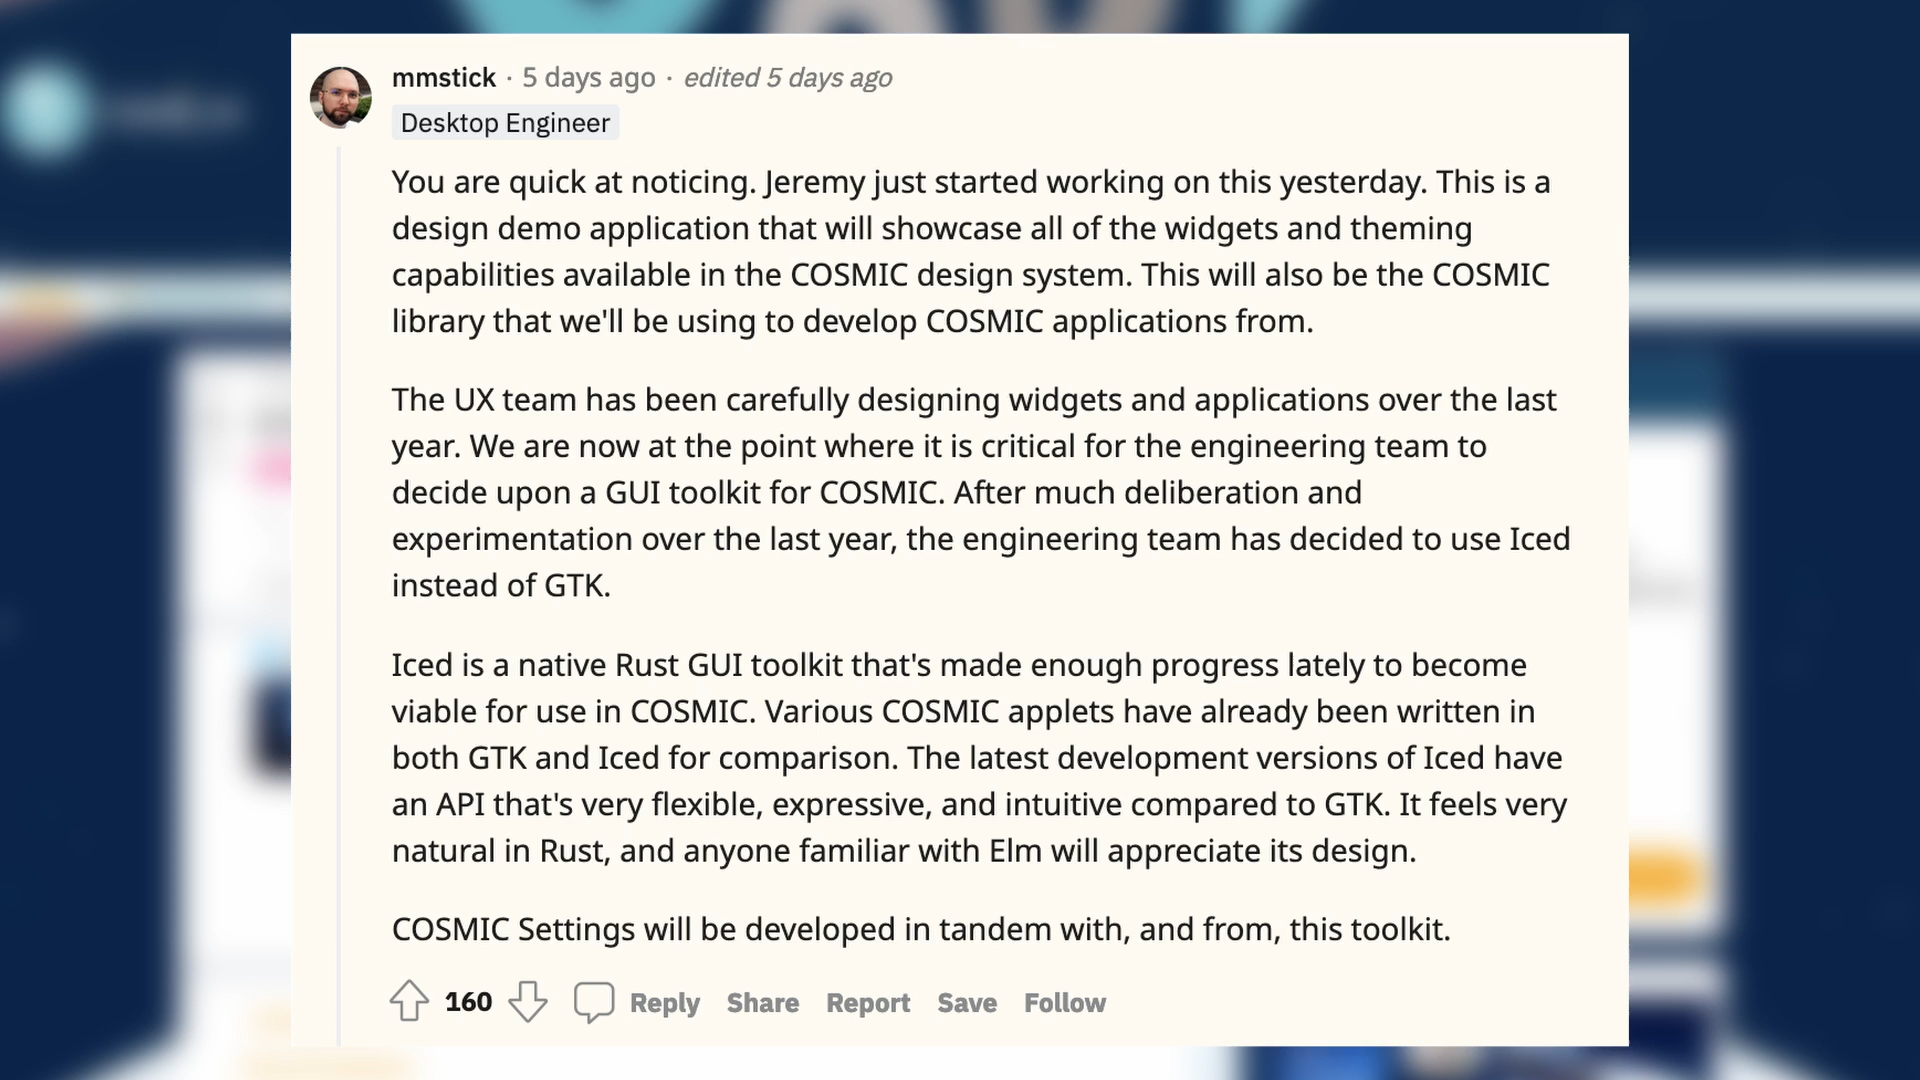 mmstick · 5 days ago · edited 5 days ago
Desktop Engineer
You are quick at noticing. Jeremy just started working on this yesterday. This is a
design demo application that will showcase all of the widgets and theming
capabilities available in the COSMIC design system. This will also be the COSMIC
library that we'll be using to develop COSMIC applications from.
The UX team has been carefully designing widgets and applications over the last
year. We are now at the point where it is critical for the engineering team to
decide upon a GUI toolkit for COSMIC. After much deliberation and
experimentation over the last year, the engineering team has decided to use Iced
instead of GTK.
Iced is a native Rust GUI toolkit that's made enough progress lately to become
viable for use in COSMIC. Various COSMIC applets have already been written in
both GTK and Iced for comparison. The latest development versions of Iced have
an API that's very flexible, expressive, and intuitive compared to GTK. It feels very
natural in Rust, and anyone familiar with Elm will appreciate its design.
COSMIC Settings will be developed in tandem with, and from, this toolkit.
160 Reply Share Report Save Follow